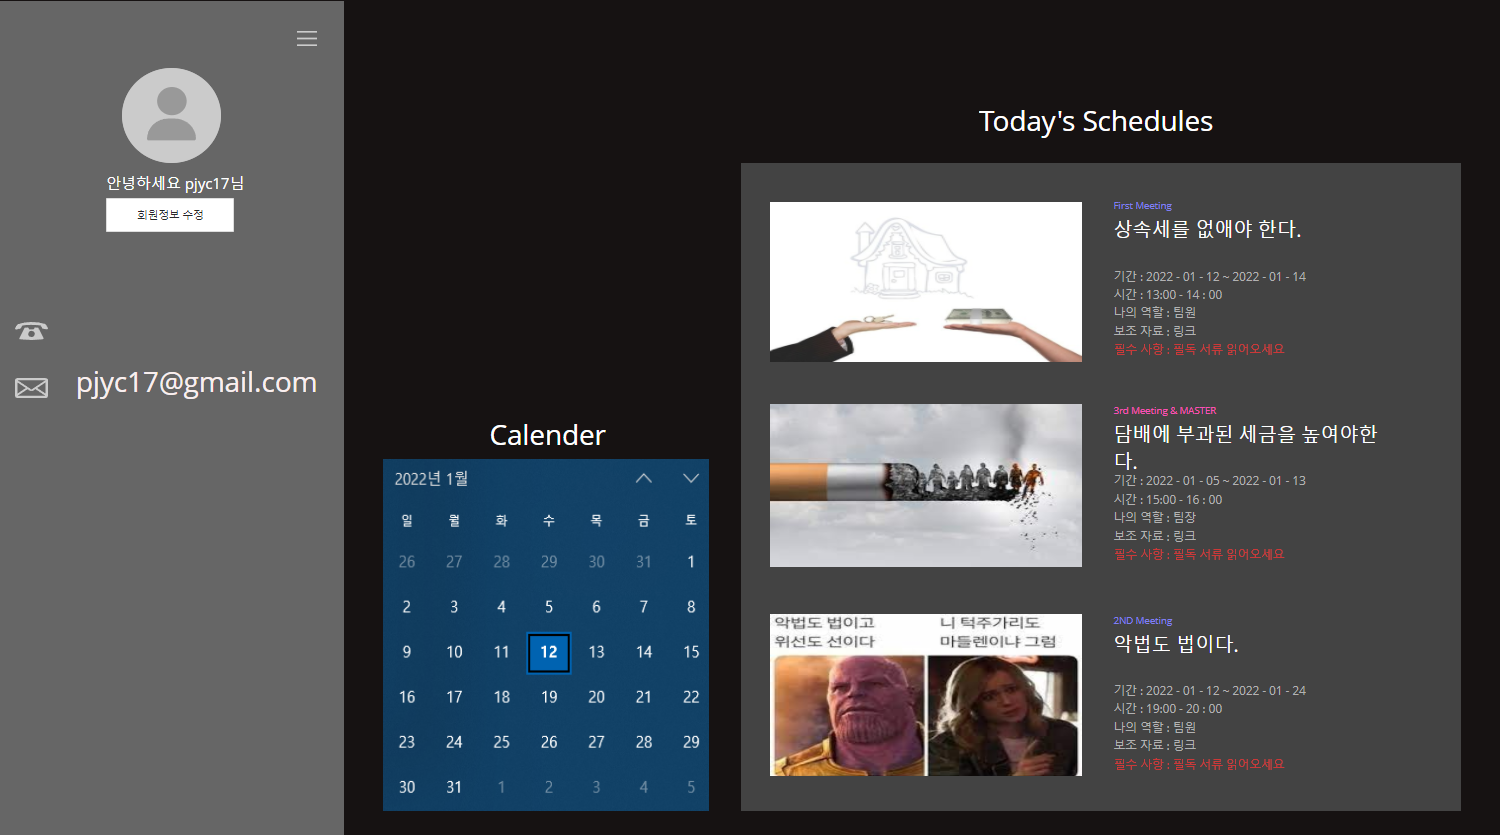 안녕하세요 pjyc17님
회원정보 수정
pjyc17@gmail.com
Calender
2022년 1월
일 월 화 수 목 금 토
26 27 28 29 30 31 1
2 3 4 5 6 7 8
9 10 11 12 13 14 15
16 17 18 19 20 21 22
23 24 25 26 27 28 29
30 31 1 2 3 4 5
Today's Schedules
First Meeting
상속세를 없애야 한다.
기간 : 2022 - 01 - 12 ~ 2022 - 01 - 14
시간 : 13:00 - 14 : 00
나의 역할 : 팀원
보조 자료 : 링크
필수 사항 : 필독 서류 읽어오세요
3rd Meeting & MASTER
담배에 부과된 세금을 높여야한
다.
기간 : 2022 - 01 - 05 ~ 2022 - 01 - 13
시간 : 15:00 - 16 : 00
나의 역할 : 팀장
보조 자료 : 링크
필수 사항 : 필독 서류 읽어오세요
악법도 법이고
위선도 선이다
니 턱주가리도
마들렌이냐 그럼
2ND Meeting
악법도 법이다.
기간 : 2022 - 01 - 12 ~ 2022 - 01 - 24
시간 : 19:00 - 20 : 00
나의 역할 : 팀원
보조 자료 : 링크
필수 사항 : 필독 서류 읽어오세요